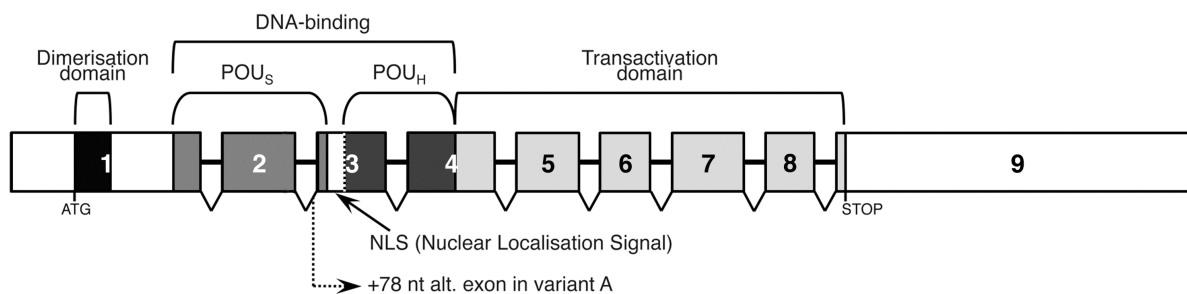 DNA-binding
Dimerisation
domain
POUS
POUH
Transactivation
domain
1 2 3 4 5 6 7 8 9
ATG
STOP
NLS (Nuclear Localisation Signal)
+78 nt alt. exon in variant A